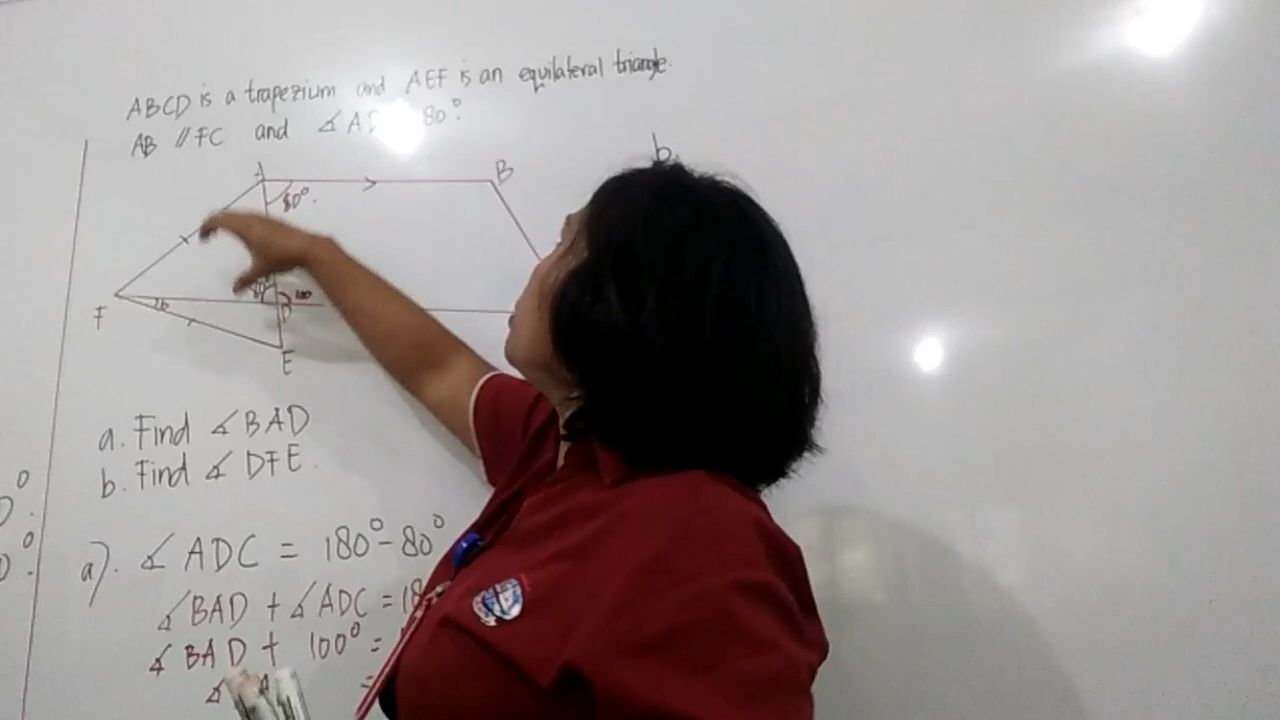 ABCD is a trapezium and AEF is an equilateral triangle.
AB // FC and ∡A 80°.
b
A
B
80°.
F
b
100
D
E
a. Find ∡BAD
b. Find ∡DFE.
a). ∡ADC = 180° - 80°
∡BAD + ∡ADC = 18
∡BAD + 100° =
∡ =